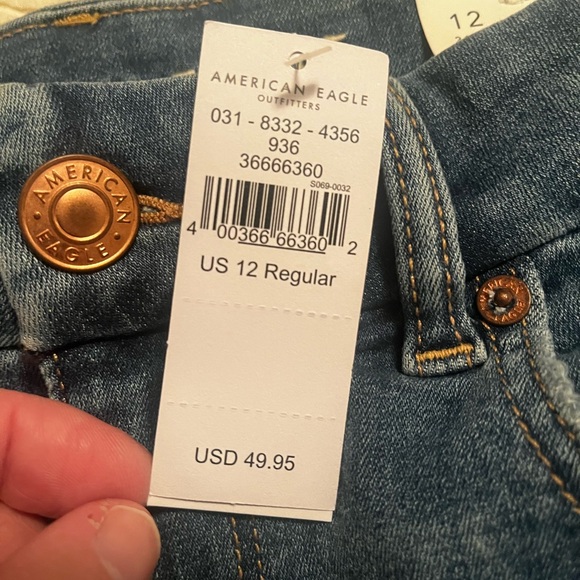 12
AMERICAN EAGLE
OUTFITTERS
031 - 8332 - 4356
936
36666360
S069-0032
4 00366 66360 2
US 12 Regular
USD 49.95
AMERICAN
EAGLE